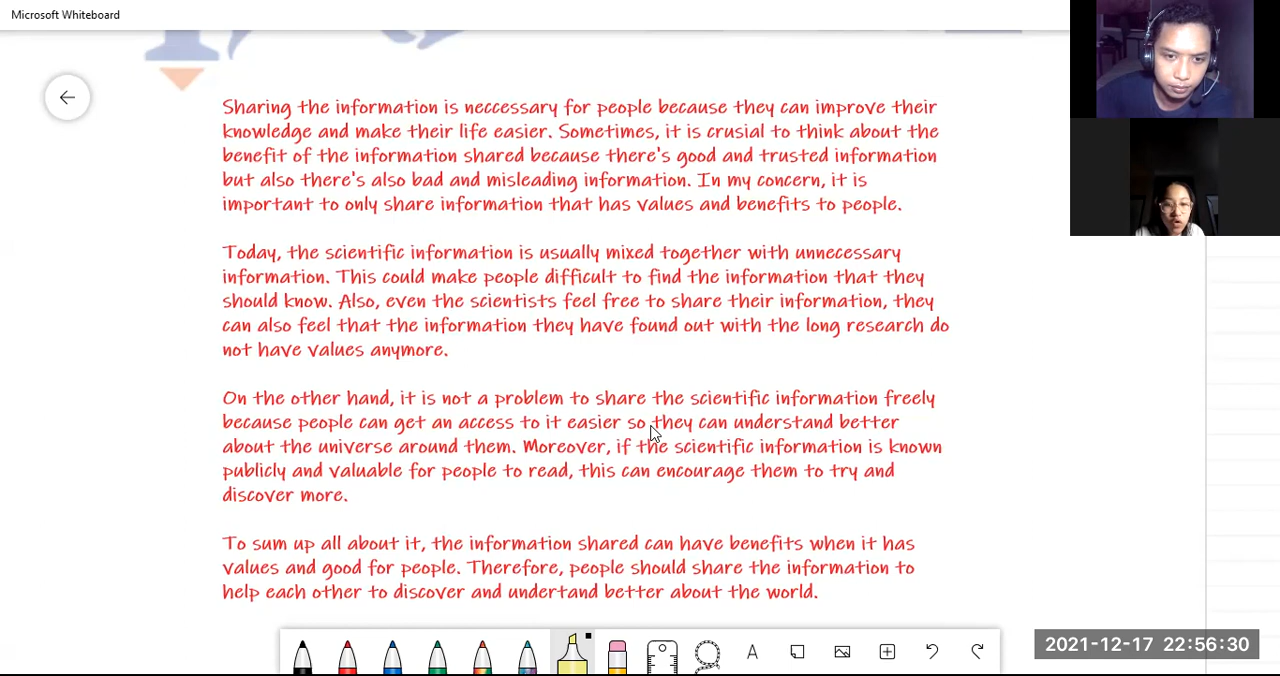 Microsoft Whiteboard
Sharing the information is neccessary for people because they can improve their
knowledge and make their life easier. Sometimes, it is crusial to think about the
benefit of the information shared because there's good and trusted information
but also there's also bad and misleading information. In my concern, it is
important to only share information that has values and benefits to people.
Today, the scientific information is usually mixed together with unnecessary
information. This could make people difficult to find the information that they
should know. Also, even the scientists feel free to share their information, they
can also feel that the information they have found out with the long research do
not have values anymore.
On the other hand, it is not a problem to share the scientific information freely
because people can get an access to it easier so they can understand better
about the universe around them. Moreover, if the scientific information is known
publicly and valuable for people to read, this can encourage them to try and
discover more.
To sum up all about it, the information shared can have benefits when it has
values and good for people. Therefore, people should share the information to
help each other to discover and undertand better about the world.
A
2021-12-17 22:56:30